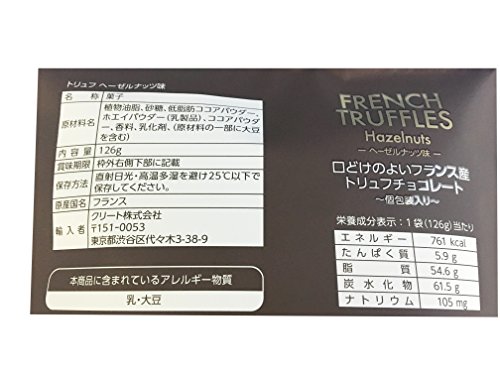 トリュフ ヘーゼルナッツ味
名 称 菓子
原材料名 植物油脂、砂糖、低脂肪ココアパウダー、
ホエイパウダー(乳製品)、ココアパウダ
ー、香料、乳化剤、(原材料の一部に大豆
を含む)
内容量 126g
賞味期限 枠外右側下部に記載
保存方法 直射日光・高温多湿を避け25℃以下で
保存してください。
原産国名 フランス
輸入者 クリート株式会社
〒151-0053
東京都渋谷区代々木3-38-9
本商品に含まれているアレルギー物質
乳・大豆
FRENCH
TRUFFLES
Hazelnuts
ーヘーゼルナッツ味ー
口どけのよいフランス産
トリュフチョコレート
〜個包装入り〜
栄養成分表示:1袋(126g)当たり
エネルギー 761 kcal
たんぱく質 5.9 g
脂質 54.6 g
炭水化物 61.5 g
ナトリウム 105 mg